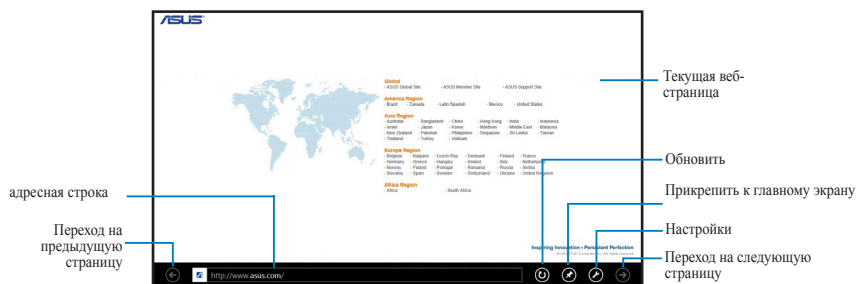 ASUS
Global
- ASUS Global Site - ASUS Member Site - ASUS Support Site
America Region
- Brazil - Canada - Latin Spanish - Mexico - United States
Asia Region
- Australia - Bangladesh - China - Hong Kong - India - Indonesia
- Israel - Japan - Korea - Maldives - Middle East - Malaysia
- New Zealand - Pakistan - Philippines - Singapore - Sri Lanka - Taiwan
- Thailand - Turkey - Vietnam
Europe Region
- Belgium - Bulgaria - Czech Rep - Denmark - Finland - France
- Germany - Greece - Hungary - Ireland - Italy - Netherlands
- Norway - Poland - Portugal - Romania - Russia - Serbia
- Slovakia - Spain - Sweden - Switzerland - Ukraine - United Kingdom
Africa Region
- Africa - South Africa
Inspiring Innovation • Persistent Perfection
http://www.asus.com/
Текущая веб-
страница
Обновить
Прикрепить к главному экрану
Настройки
Переход на следующую
страницу
адресная строка
Переход на
предыдущую
страницу